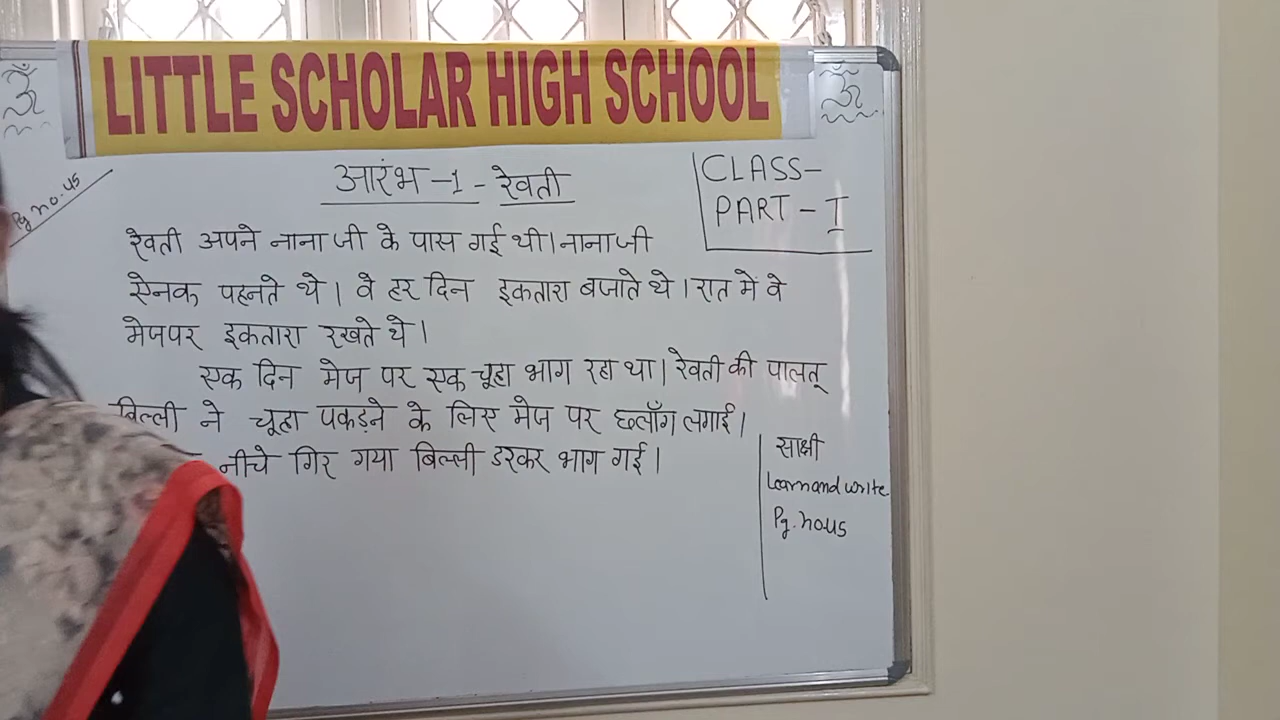 LITTLE SCHOLAR HIGH SCHOOL
ॐ
ॐ
Pg no. 45
आरंभ -1 - रेवती
CLASS-
PART - I
रेवती अपने नाना जी के पास गई थी। नाना जी
ऐनक पहनते थे। वे हर दिन इकतारा बजाते थे। रात में वे
मेज पर इकतारा रखते थे।
एक दिन मेज पर एक चूहा भाग रहा था। रेवती की पालतू
बिल्ली ने चूहा पकड़ने के लिए मेज पर छलाँग लगाई।
नीचे गिर गया बिल्ली डरकर भाग गई।
साक्षी
Learn and write
Pg. no 45